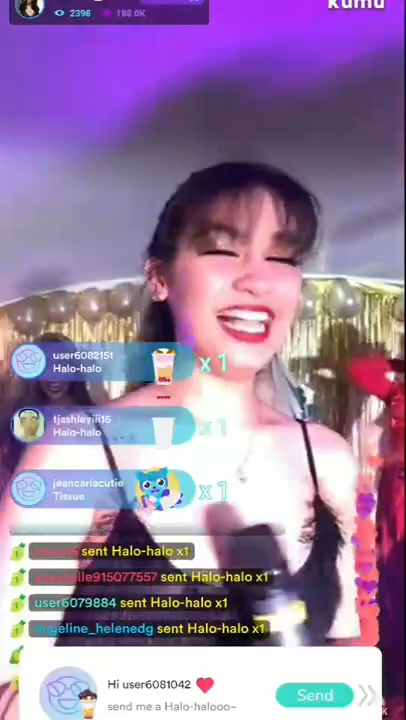 kumu
2398
188.0K
user6082151
Halo-halo
x1
tjashleyiii16
Halo-halo
x1
jeancariacutie
Tissue
x1
sent Halo-halo x1
sent Halo-halo x1
user6079884 sent Halo-halo x1
angeline_helenedg sent Halo-halo x1
Hi user6081042
send me a Halo-halooo~
Send